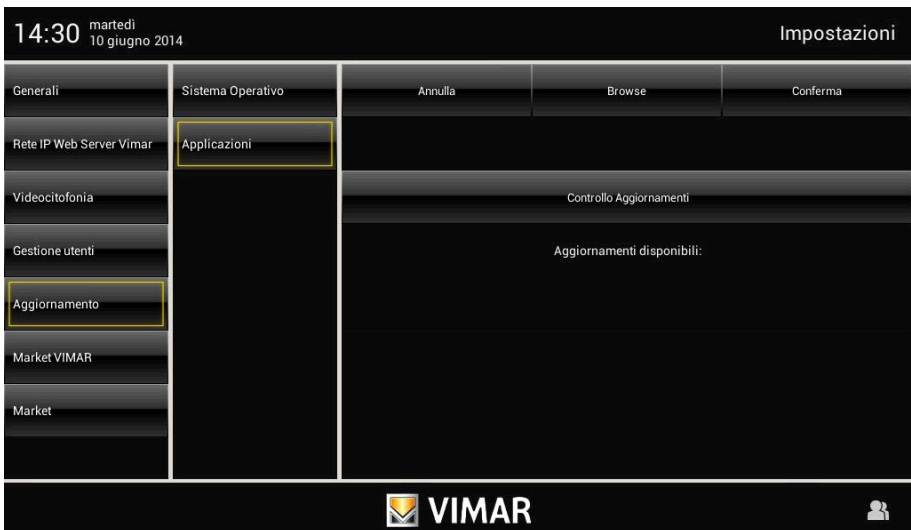 14:30 martedì
10 giugno 2014
Impostazioni
Generali
Rete IP Web Server Vimar
Videocitofonia
Gestione utenti
Aggiornamento
Market VIMAR
Market
Sistema Operativo
Applicazioni
Annulla
Browse
Conferma
Controllo Aggiornamenti
Aggiornamenti disponibili:
VIMAR